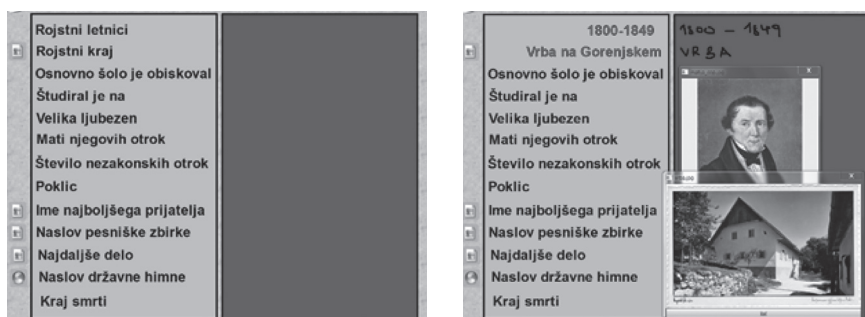 Rojstni letnici
Rojstni kraj
Osnovno šolo je obiskoval
Študiral je na
Velika ljubezen
Mati njegovih otrok
Število nezakonskih otrok
Poklic
Ime najboljšega prijatelja
Naslov pesniške zbirke
Najdaljše delo
Naslov državne himne
Kraj smrti
1800-1849 1800 – 1849
Vrba na Gorenjskem VRBA
Osnovno šolo je obiskoval
Študiral je na
Velika ljubezen
Mati njegovih otrok
Število nezakonskih otrok
Poklic
Ime najboljšega prijatelja
Naslov pesniške zbirke
Najdaljše delo
Naslov državne himne
Kraj smrti